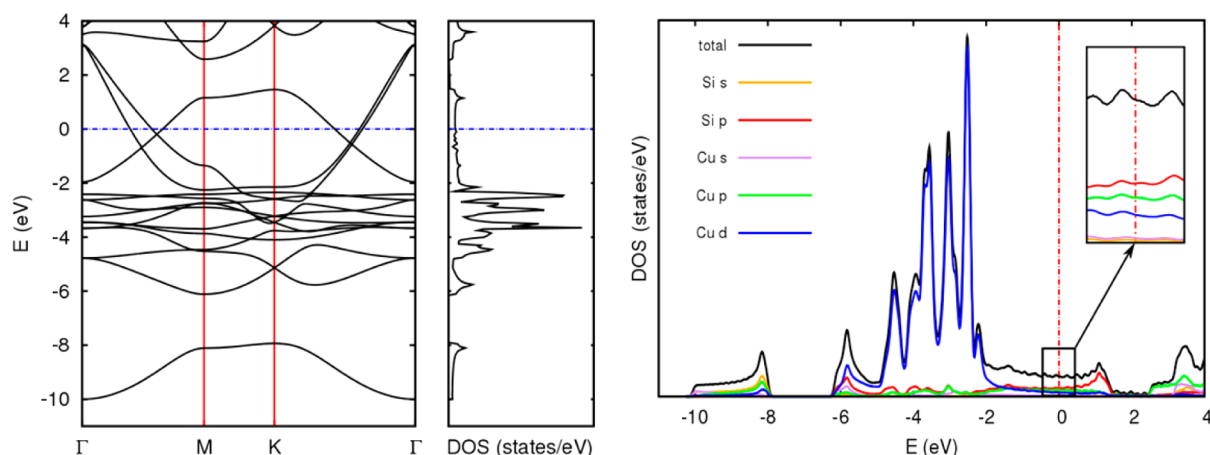 4
2
0
-2
-4
-6
-8
-10
E (eV)
Γ M K Γ
DOS (states/eV)
DOS (states/eV)
total
Si s
Si p
Cu s
Cu p
Cu d
-10 -8 -6 -4 -2 0 2 4
E (eV)